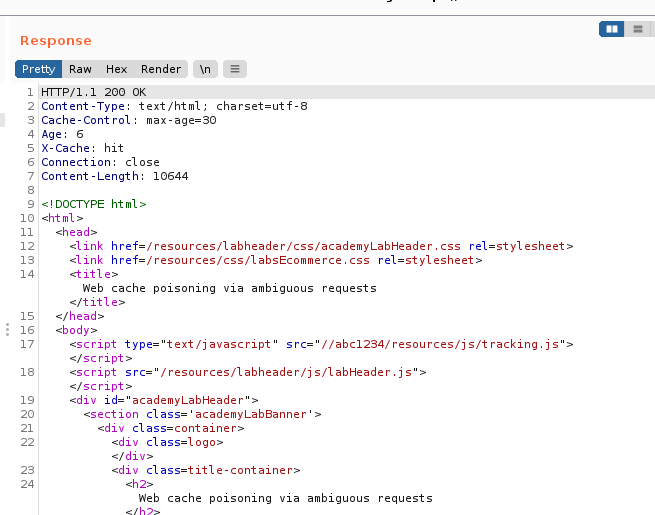 Response
Pretty Raw Hex Render \n
1 HTTP/1.1 200 OK
2 Content-Type: text/html; charset=utf-8
3 Cache-Control: max-age=30
4 Age: 6
5 X-Cache: hit
6 Connection: close
7 Content-Length: 10644
8
9 <!DOCTYPE html>
10 <html>
11 <head>
12 <link href=/resources/labheader/css/academyLabHeader.css rel=stylesheet>
13 <link href=/resources/css/labsEcommerce.css rel=stylesheet>
14 <title>
Web cache poisoning via ambiguous requests
</title>
15 </head>
16 <body>
17 <script type="text/javascript" src="//abc1234/resources/js/tracking.js">
</script>
18 <script src="/resources/labheader/js/labHeader.js">
</script>
19 <div id="academyLabHeader">
20 <section class='academyLabBanner'>
21 <div class=container>
22 <div class=logo>
</div>
23 <div class=title-container>
24 <h2>
Web cache poisoning via ambiguous requests
</h2>